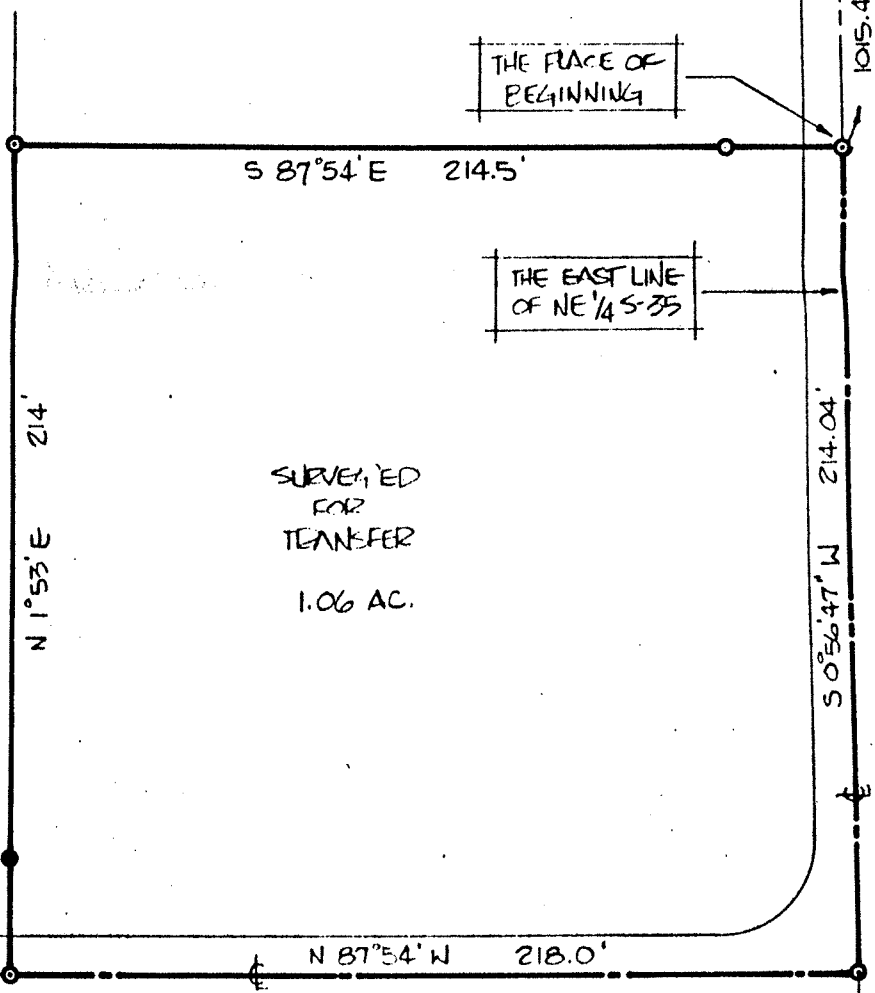 1015.4
THE PLACE OF
BEGINNING
S 87°54' E 214.5'
THE EAST LINE
OF NE 1/4 S-35
N 1°53' E 214'
S 0°56'47" W 214.04'
SURVEYED
FOR
TRANSFER
1.06 AC.
N 87°54' W 218.0'